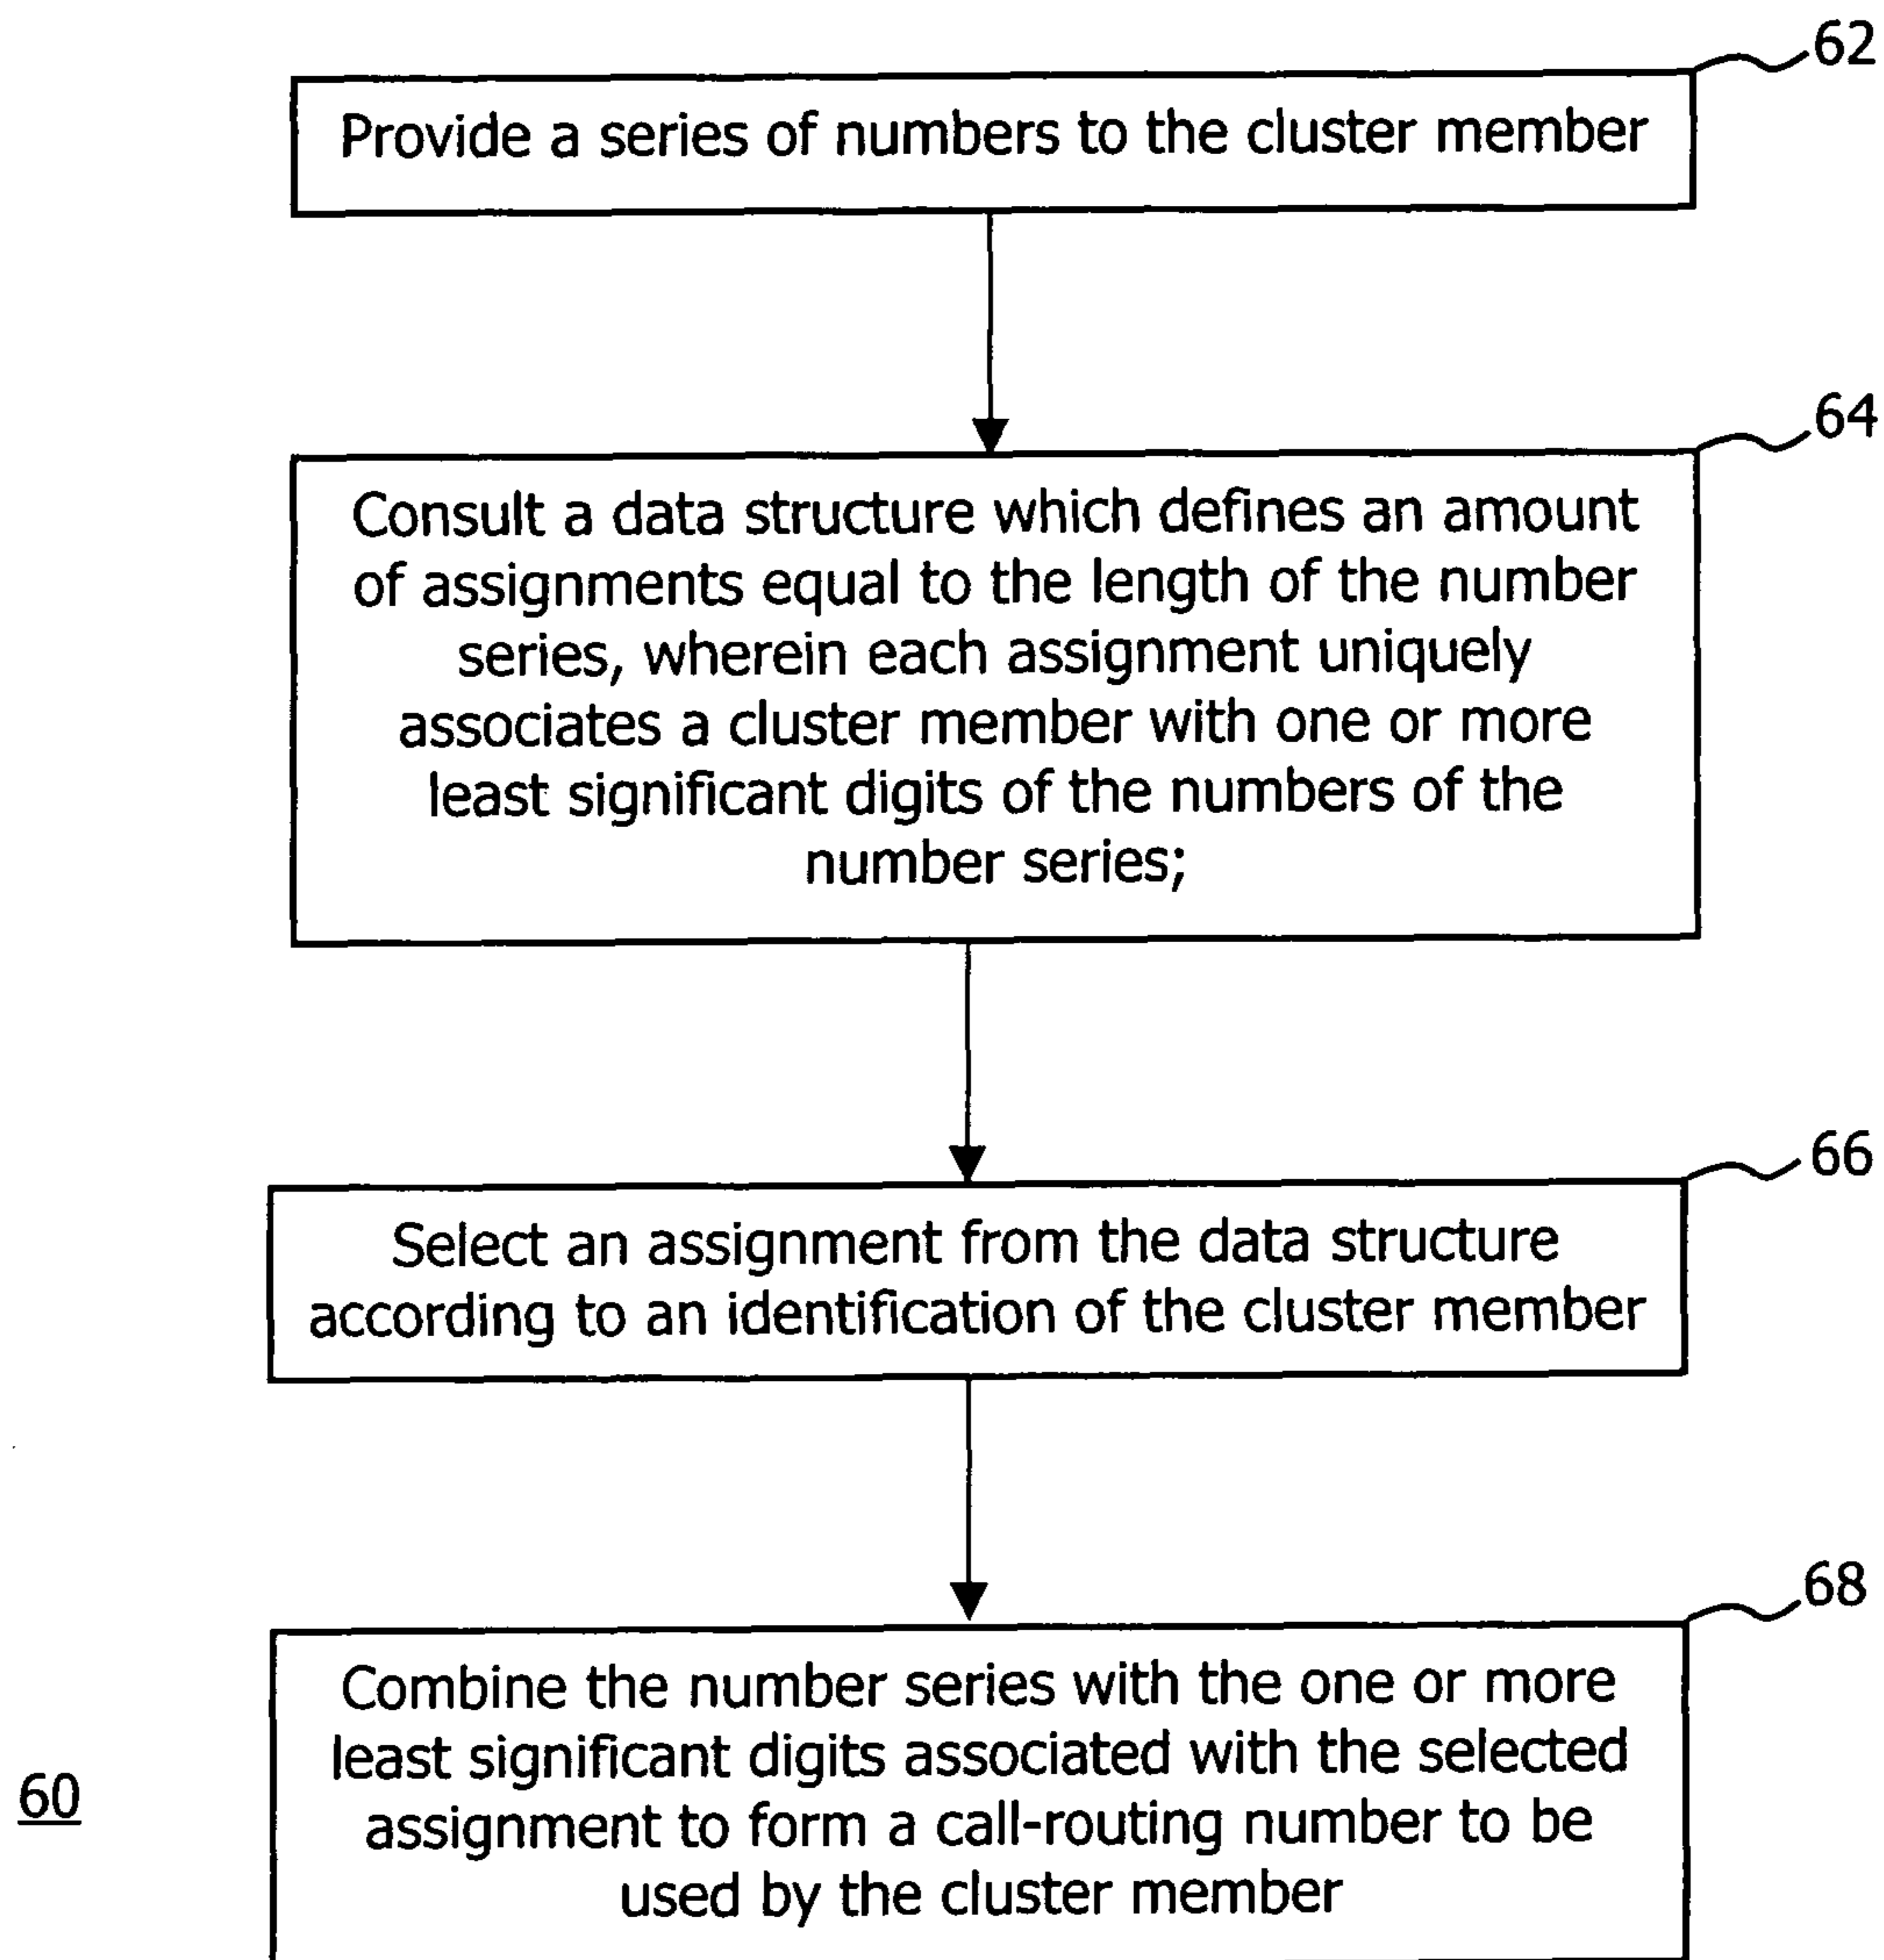 62
Provide a series of numbers to the cluster member
64
Consult a data structure which defines an amount
of assignments equal to the length of the number
series, wherein each assignment uniquely
associates a cluster member with one or more
least significant digits of the numbers of the
number series;
66
Select an assignment from the data structure
according to an identification of the cluster member
68
Combine the number series with the one or more
least significant digits associated with the selected
assignment to form a call-routing number to be
used by the cluster member
60